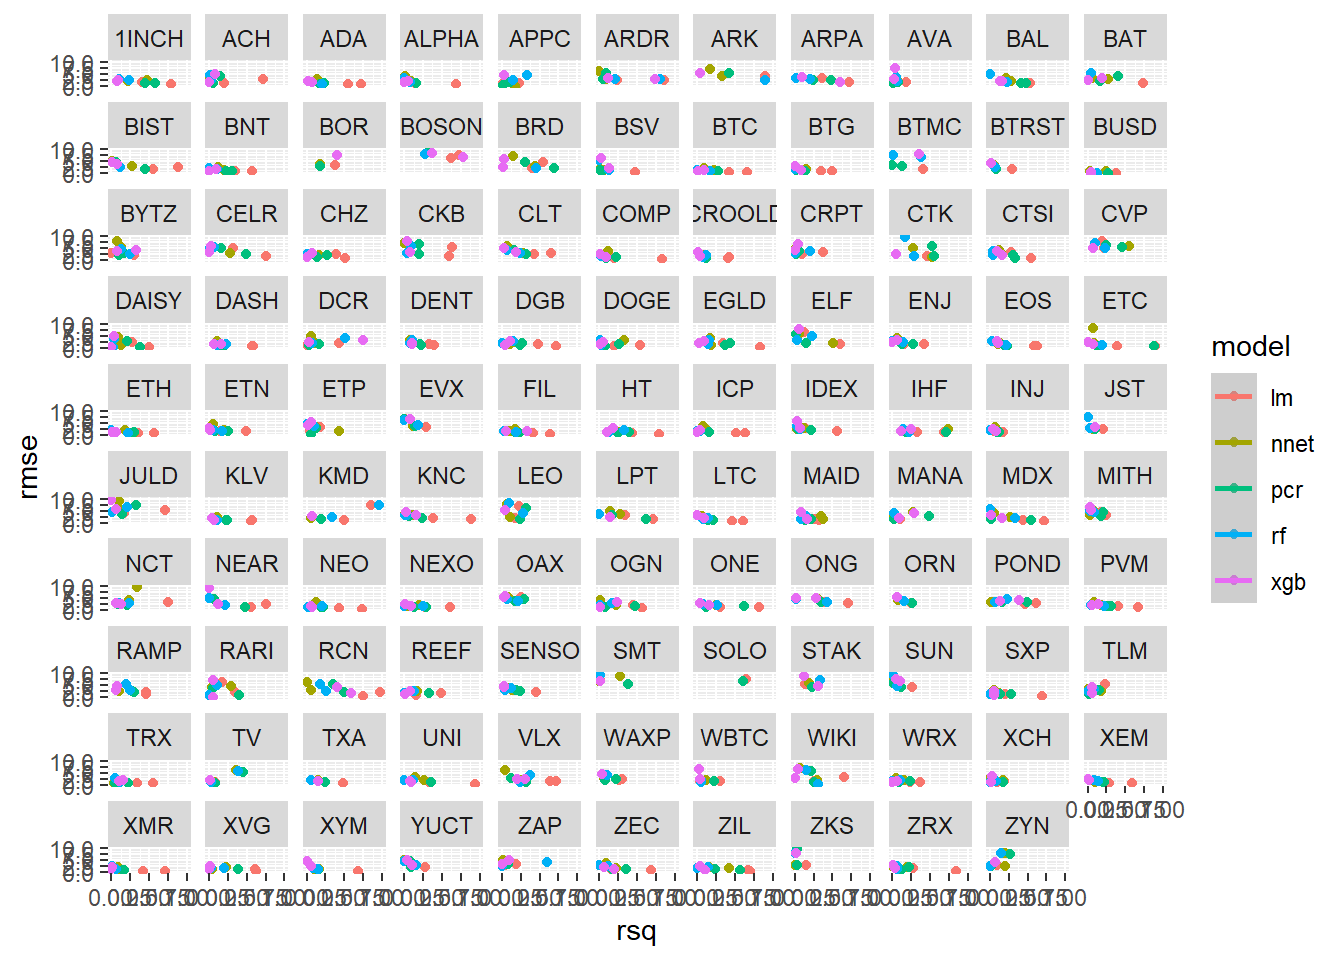 1INCH ACH ADA ALPHA APPC ARDR ARK ARPA AVA BAL BAT
BIST BNT BOR BOSON BRD BSV BTC BTG BTMC BTRST BUSD
BYTZ CELR CHZ CKB CLT COMP CROOLD CRPT CTK CTSI CVP
DAISY DASH DCR DENT DGB DOGE EGLD ELF ENJ EOS ETC
ETH ETN ETP EVX FIL HT ICP IDEX IHF INJ JST
JULD KLV KMD KNC LEO LPT LTC MAID MANA MDX MITH
NCT NEAR NEO NEXO OAX OGN ONE ONG ORN POND PVM
RAMP RARI RCN REEF SENSO SMT SOLO STAK SUN SXP TLM
TRX TV TXA UNI VLX WAXP WBTC WIKI WRX XCH XEM
XMR XVG XYM YUCT ZAP ZEC ZIL ZKS ZRX ZYN
rsq
rmse
model
lm
nnet
pcr
rf
xgb